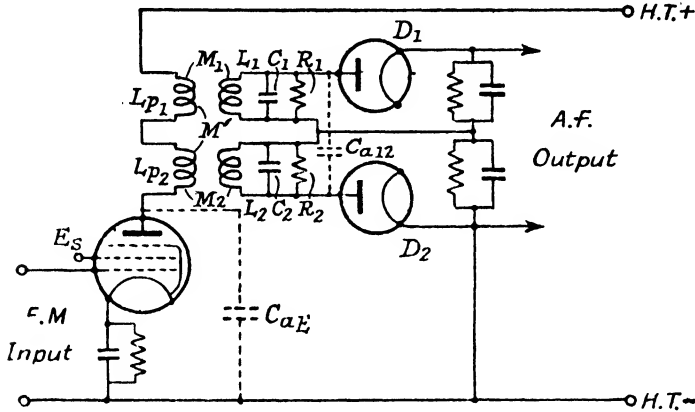 H.T.+
D1
M1 L1 C1 R1
Lp1
M
A.F.
Output
Ca12
Lp2
M2 L2 C2 R2
D2
Es
F.M
Input
CaE
H.T.-